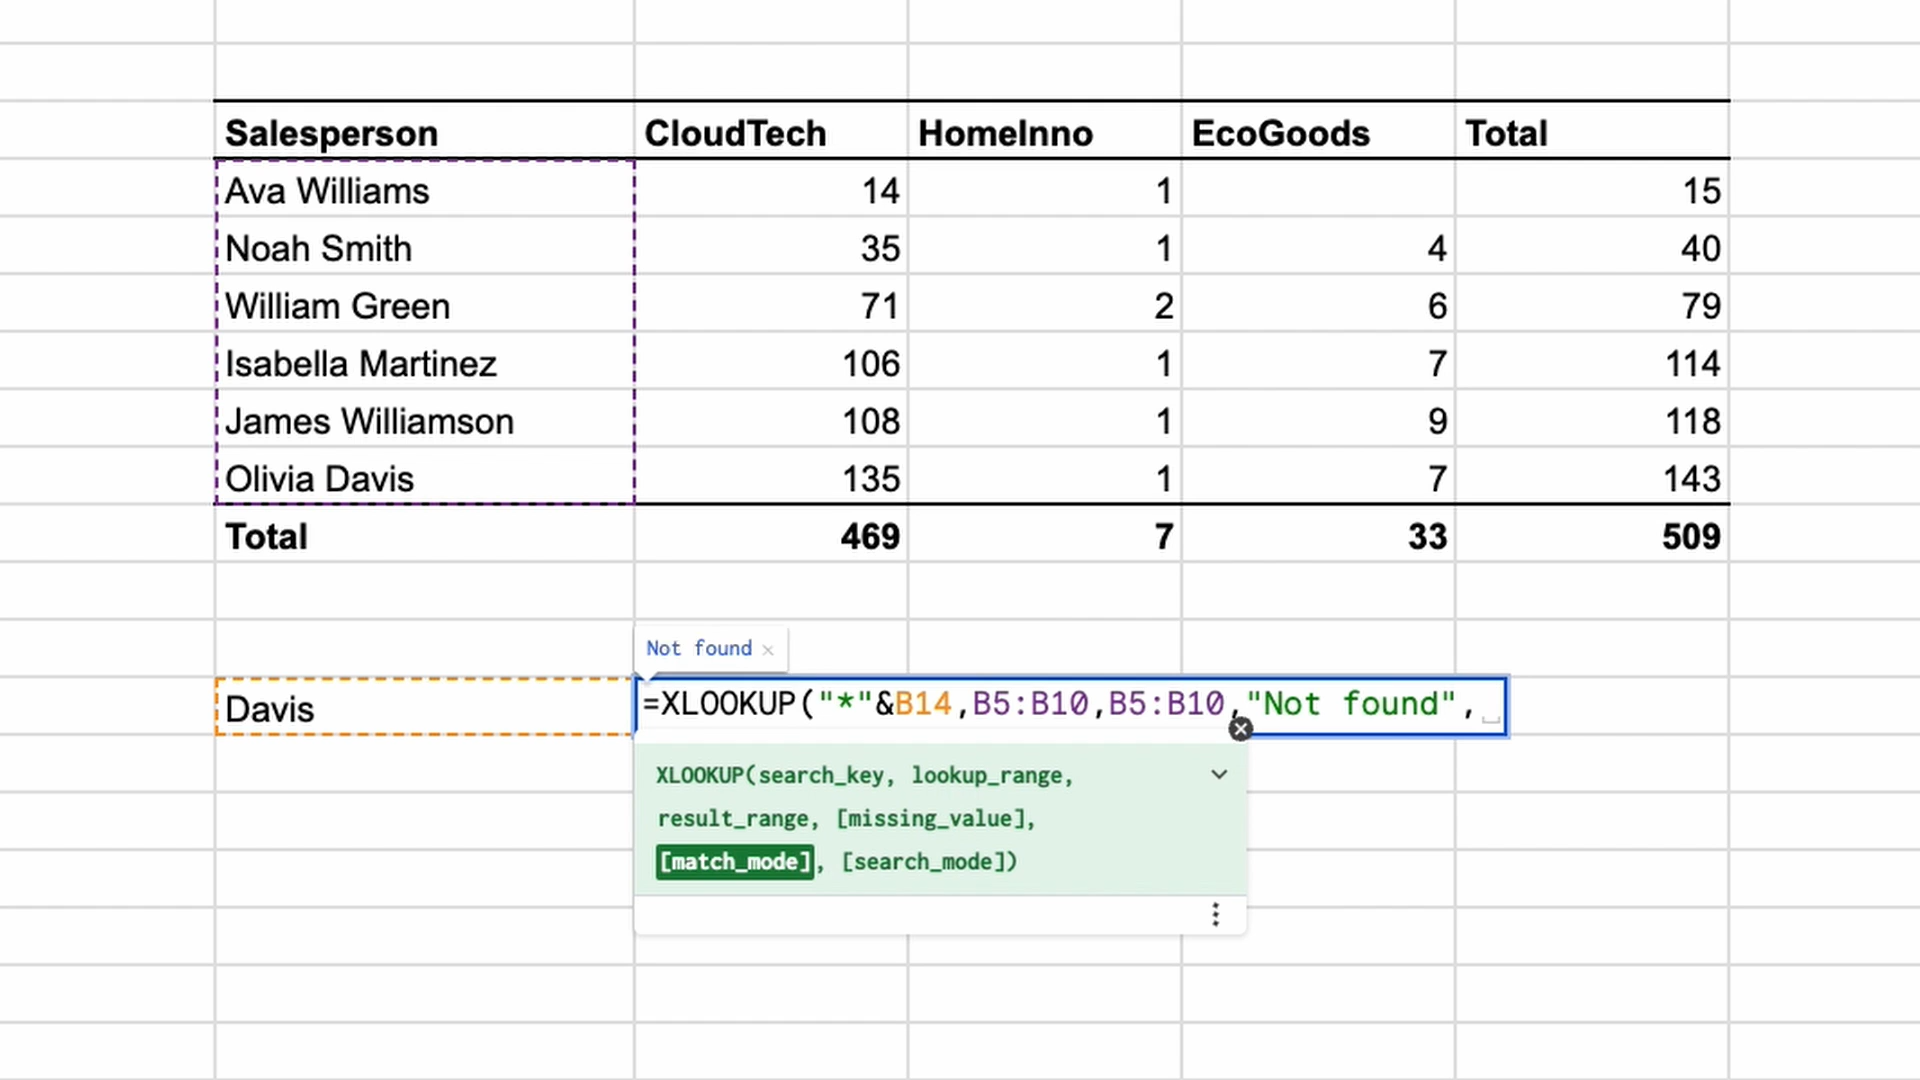 Salesperson CloudTech HomeInno EcoGoods Total
Ava Williams 14 1 15
Noah Smith 35 1 4 40
William Green 71 2 6 79
Isabella Martinez 106 1 7 114
James Williamson 108 1 9 118
Olivia Davis 135 1 7 143
Total 469 7 33 509
Not found ×
Davis =XLOOKUP("*"&B14,B5:B10,B5:B10,"Not found",
XLOOKUP(search_key, lookup_range,
result_range, [missing_value],
[match_mode], [search_mode])